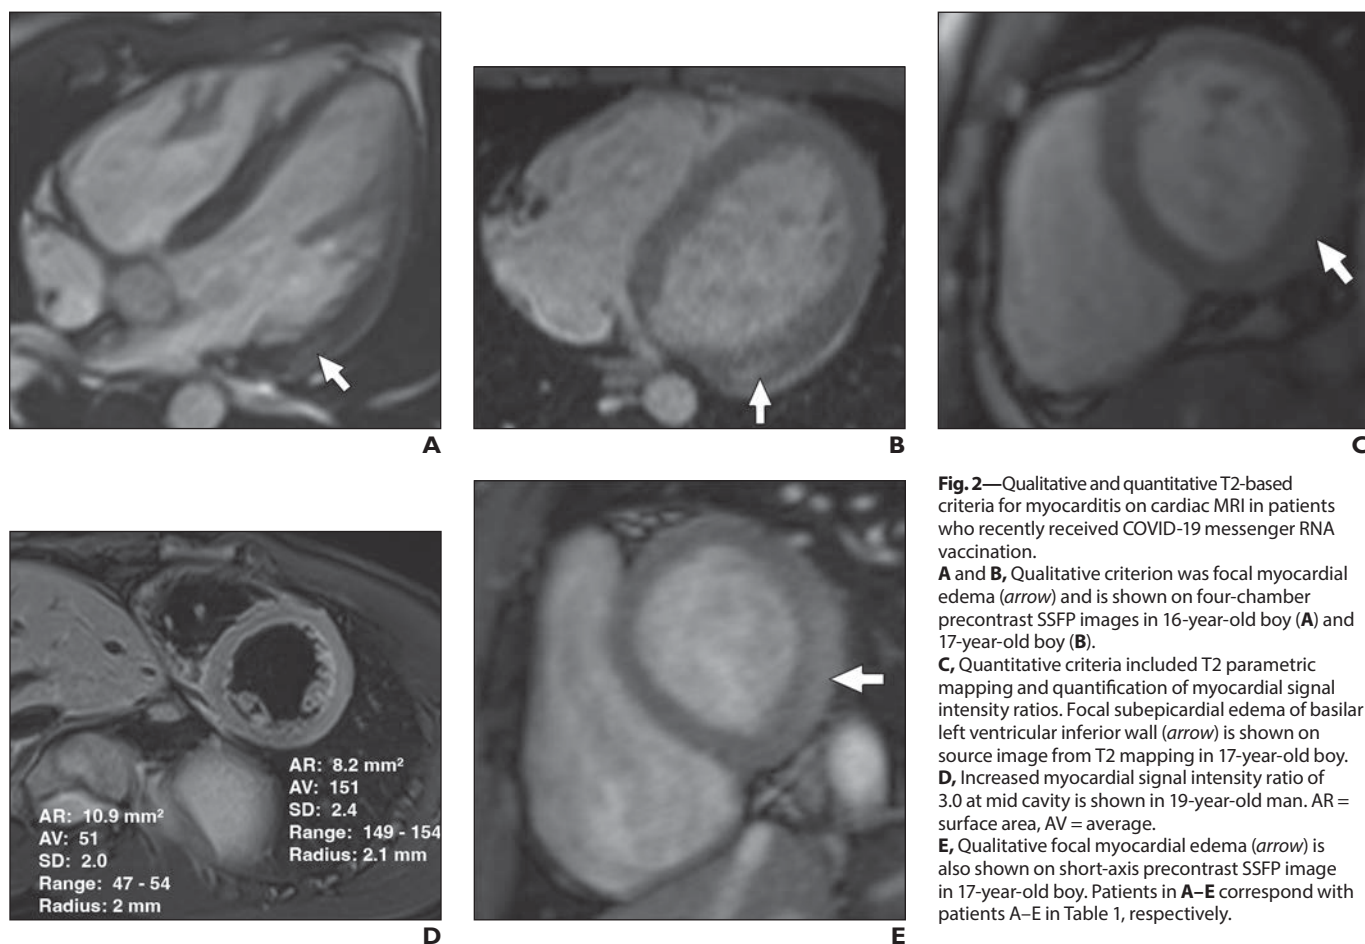 A
B
C
AR: 10.9 mm²
AV: 51
SD: 2.0
Range: 47 - 54
Radius: 2 mm
AR: 8.2 mm²
AV: 151
SD: 2.4
Range: 149 - 154
Radius: 2.1 mm
D
E
Fig. 2—Qualitative and quantitative T2-based
criteria for myocarditis on cardiac MRI in patients
who recently received COVID-19 messenger RNA
vaccination.
A and B, Qualitative criterion was focal myocardial
edema (arrow) and is shown on four-chamber
precontrast SSFP images in 16-year-old boy (A) and
17-year-old boy (B).
C, Quantitative criteria included T2 parametric
mapping and quantification of myocardial signal
intensity ratios. Focal subepicardial edema of basilar
left ventricular inferior wall (arrow) is shown on
source image from T2 mapping in 17-year-old boy.
D, Increased myocardial signal intensity ratio of
3.0 at mid cavity is shown in 19-year-old man. AR =
surface area, AV = average.
E, Qualitative focal myocardial edema (arrow) is
also shown on short-axis precontrast SSFP image
in 17-year-old boy. Patients in A–E correspond with
patients A–E in Table 1, respectively.